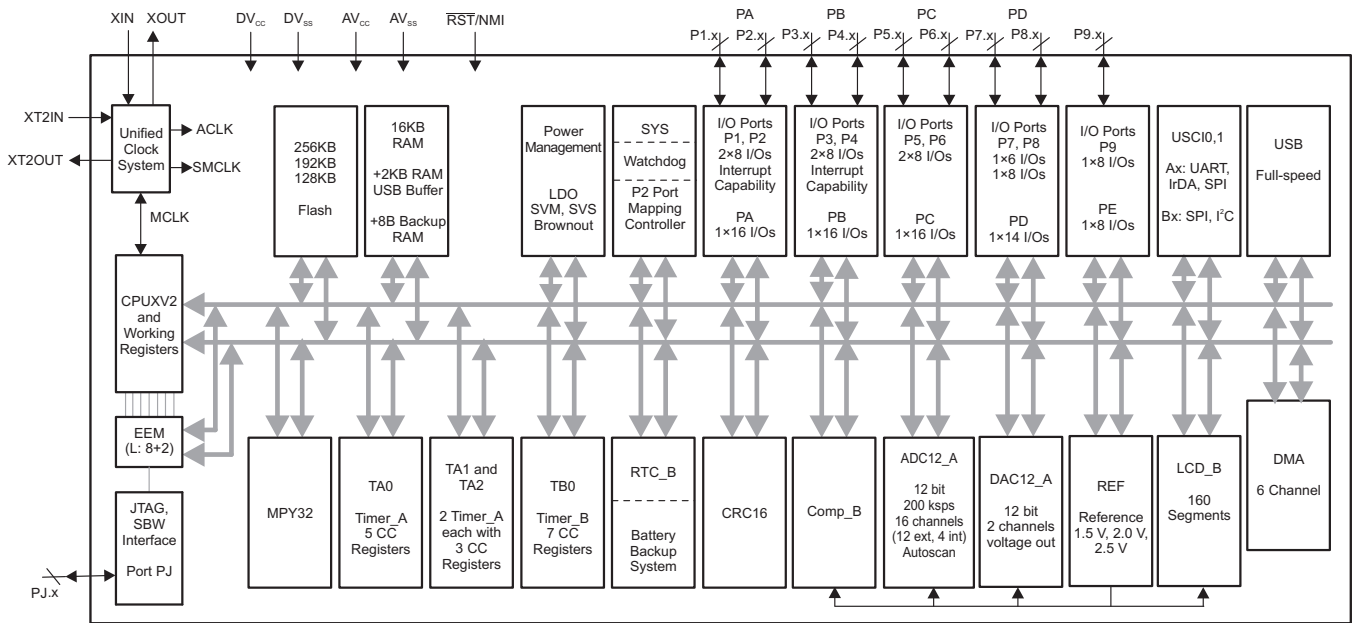 XIN XOUT DVCC DVSS AVCC AVSS RST/NMI PA PB PC PD
P1.x P2.x P3.x P4.x P5.x P6.x P7.x P8.x P9.x
XT2IN
XT2OUT
Unified
Clock
System
ACLK
SMCLK
MCLK
256KB
192KB
128KB
Flash
16KB
RAM
+2KB RAM
USB Buffer
+8B Backup
RAM
Power
Management
LDO
SVM, SVS
Brownout
SYS
Watchdog
P2 Port
Mapping
Controller
I/O Ports
P1, P2
2×8 I/Os
Interrupt
Capability
PA
1×16 I/Os
I/O Ports
P3, P4
2×8 I/Os
Interrupt
Capability
PB
1×16 I/Os
I/O Ports
P5, P6
2×8 I/Os
PC
1×16 I/Os
I/O Ports
P7, P8
1×6 I/Os
1×8 I/Os
PD
1×14 I/Os
I/O Ports
P9
1×8 I/Os
PE
1×8 I/Os
USCI0,1
Ax: UART,
IrDA, SPI
Bx: SPI, I²C
USB
Full-speed
CPUXV2
and
Working
Registers
EEM
(L: 8+2)
JTAG,
SBW
Interface
Port PJ
PJ.x
MPY32
TA0
Timer_A
5 CC
Registers
TA1 and
TA2
2 Timer_A
each with
3 CC
Registers
TB0
Timer_B
7 CC
Registers
RTC_B
Battery
Backup
System
CRC16
Comp_B
ADC12_A
12 bit
200 ksps
16 channels
(12 ext, 4 int)
Autoscan
DAC12_A
12 bit
2 channels
voltage out
REF
Reference
1.5 V, 2.0 V,
2.5 V
LCD_B
160
Segments
DMA
6 Channel